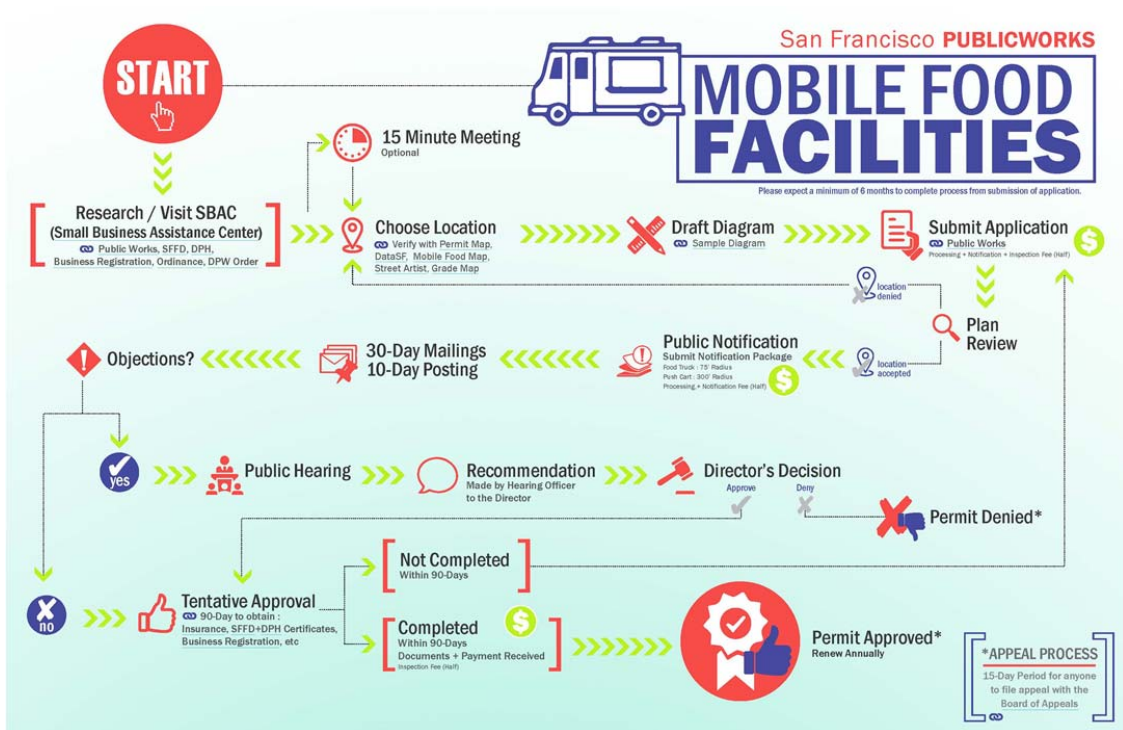 San Francisco PUBLICWORKS
MOBILE FOOD
FACILITIES
Please expect a minimum of 6 months to complete process from submission of application.
START
15 Minute Meeting
Optional
Research / Visit SBAC
(Small Business Assistance Center)
Public Works, SFFD, DPH,
Business Registration, Ordinance, DPW Order
Choose Location
Verify with Permit Map,
DataSF, Mobile Food Map,
Street Artist, Grade Map
Draft Diagram
Sample Diagram
Submit Application
Public Works
Processing + Notification + Inspection Fee (Half)
$
location
denied
Plan
Review
location
accepted
Public Notification
Submit Notification Package
Food Truck : 75' Radius
Push Cart : 300' Radius
Processing + Notification Fee (Half)
$
30-Day Mailings
10-Day Posting
Objections?
yes
Public Hearing
Recommendation
Made by Hearing Officer
to the Director
Director's Decision
Approve
Deny
Permit Denied*
no
Tentative Approval
90-Day to obtain :
Insurance, SFFD+DPH Certificates,
Business Registration, etc
Not Completed
Within 90-Days
Completed
Within 90-Days
Documents + Payment Received
Inspection Fee (Half)
$
Permit Approved*
Renew Annually
*APPEAL PROCESS
15-Day Period for anyone
to file appeal with the
Board of Appeals